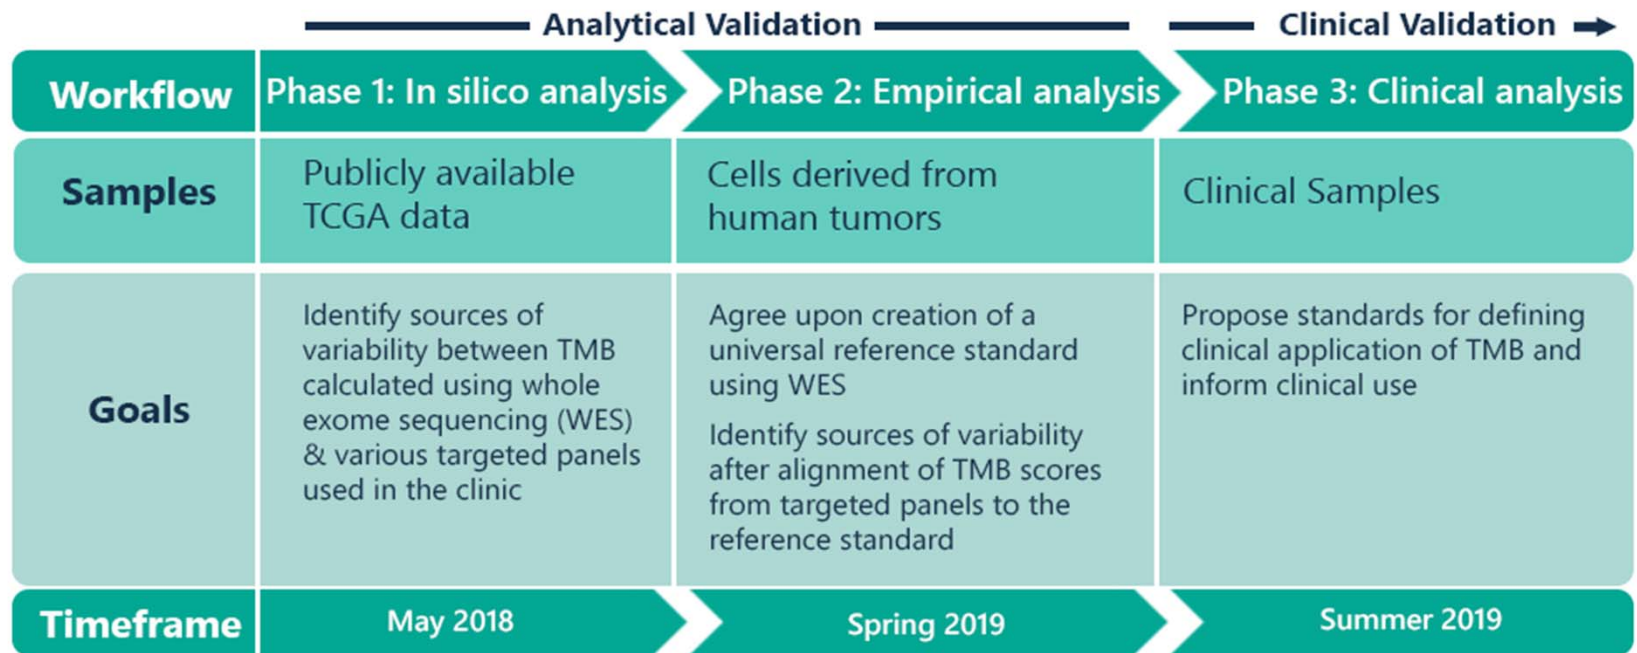 Analytical Validation
Clinical Validation
Workflow
Phase 1: In silico analysis
Phase 2: Empirical analysis
Phase 3: Clinical analysis
Samples
Publicly available
TCGA data
Cells derived from
human tumors
Clinical Samples
Goals
Identify sources of
variability between TMB
calculated using whole
exome sequencing (WES)
& various targeted panels
used in the clinic
Agree upon creation of a
universal reference standard
using WES
Identify sources of variability
after alignment of TMB scores
from targeted panels to the
reference standard
Propose standards for defining
clinical application of TMB and
inform clinical use
Timeframe
May 2018
Spring 2019
Summer 2019